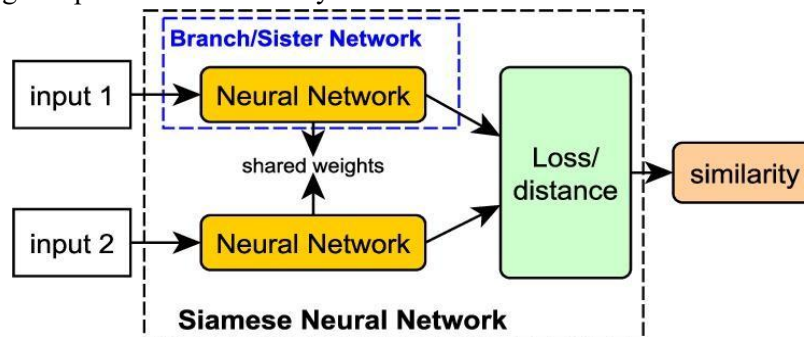 Branch/Sister Network
input 1
Neural Network
shared weights
Loss/
distance
similarity
input 2
Neural Network
Siamese Neural Network